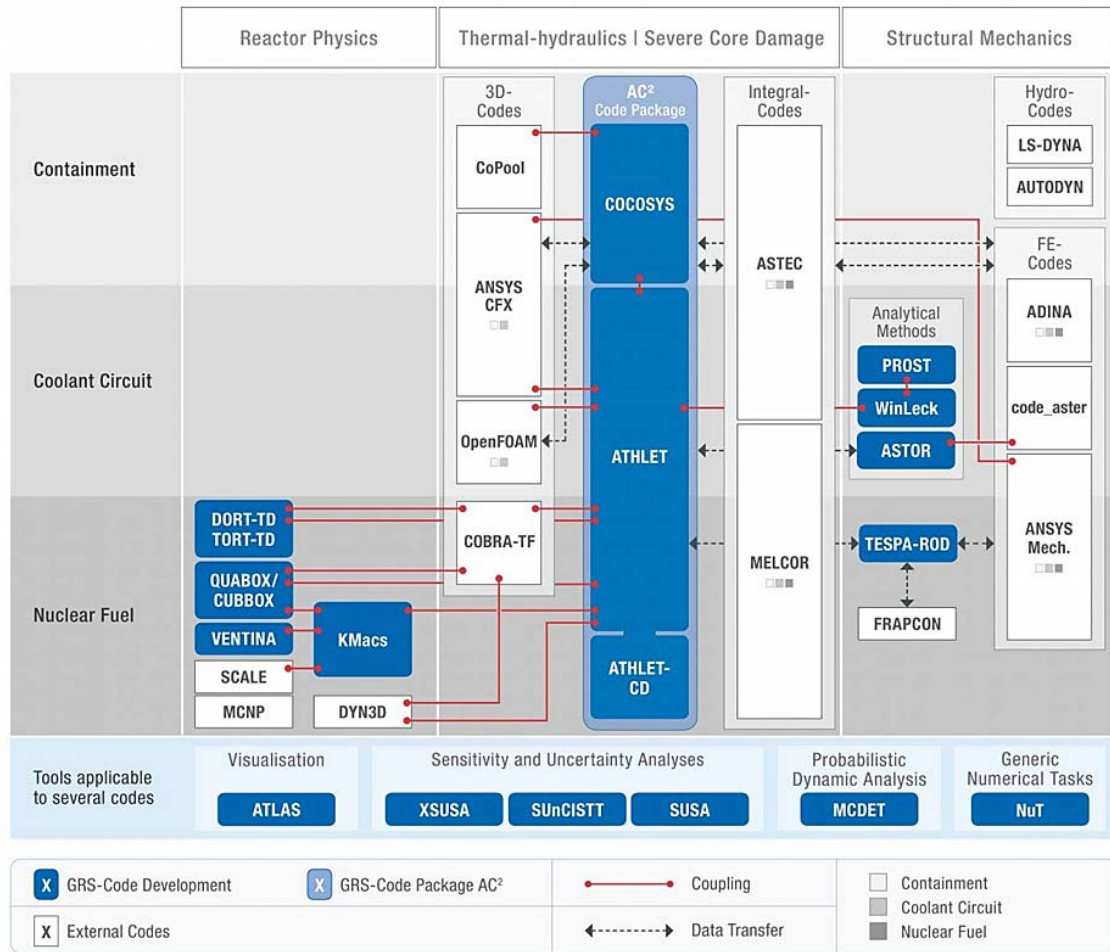 Reactor Physics
Thermal-hydraulics | Severe Core Damage
Structural Mechanics
Containment
Coolant Circuit
Nuclear Fuel
DORT-TD
TORT-TD
QUABOX/
CUBBOX
VENTINA
SCALE
MCNP
KMacs
DYN3D
3D-
Codes
CoPool
ANSYS
CFX
OpenFOAM
COBRA-TF
AC²
Code Package
COCOSYS
ATHLET
ATHLET-
CD
Integral-
Codes
ASTEC
MELCOR
Analytical
Methods
PROST
WinLeck
ASTOR
TESPA-ROD
FRAPCON
Hydro-
Codes
LS-DYNA
AUTODYN
FE-
Codes
ADINA
code_aster
ANSYS
Mech.
Tools applicable
to several codes
Visualisation
ATLAS
Sensitivity and Uncertainty Analyses
XSUSA
SUnCISTT
SUSA
Probabilistic
Dynamic Analysis
MCDET
Generic
Numerical Tasks
NuT
X GRS-Code Development
X GRS-Code Package AC²
X External Codes
Coupling
Data Transfer
Containment
Coolant Circuit
Nuclear Fuel